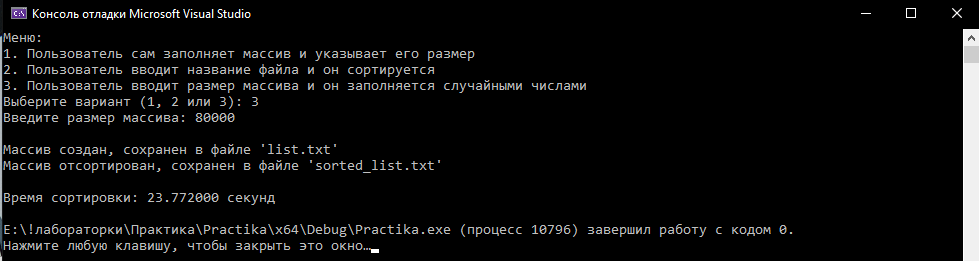 Консоль отладки Microsoft Visual Studio
Меню:
1. Пользователь сам заполняет массив и указывает его размер
2. Пользователь вводит название файла и он сортируется
3. Пользователь вводит размер массива и он заполняется случайными числами
Выберите вариант (1, 2 или 3): 3
Введите размер массива: 80000
Массив создан, сохранен в файле 'list.txt'
Массив отсортирован, сохранен в файле 'sorted_list.txt'
Время сортировки: 23.772000 секунд
E:\!лабораторки\Практика\Practika\x64\Debug\Practika.exe (процесс 10796) завершил работу с кодом 0.
Нажмите любую клавишу, чтобы закрыть это окно…